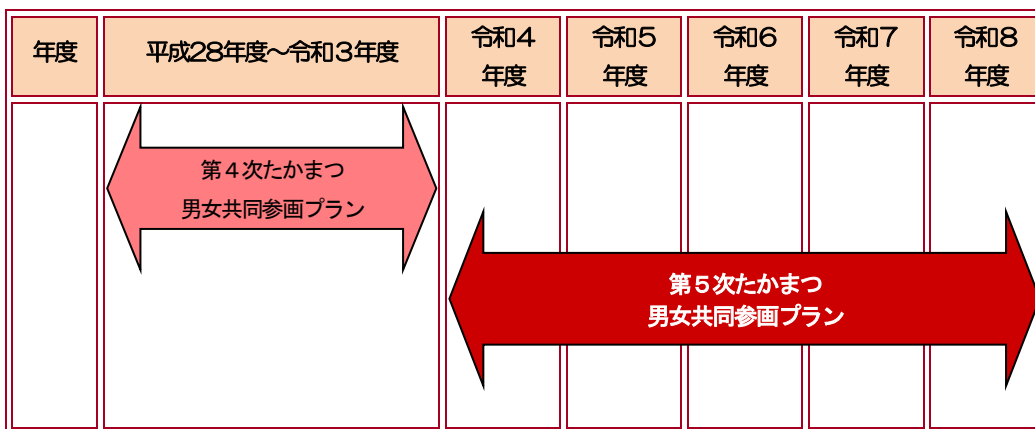 年度
平成28年度～令和３年度
令和４
年度
令和５
年度
令和６
年度
令和７
年度
令和８
年度
第４次たかまつ
男女共同参画プラン
第５次たかまつ
男女共同参画プラン